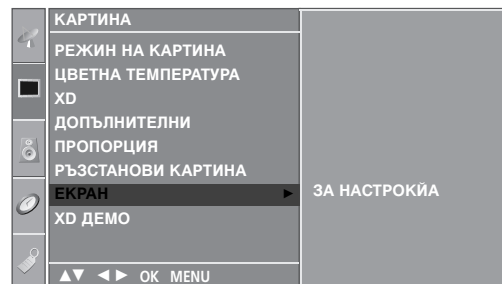 КАРТИНА
РЕЖИН НА КАРТИНА
ЦВЕТНА ТЕМПЕРАТУРА
XD
ДОПЪЛНИТЕЛНИ
ПРОПОРЦИЯ
РЪЗСТАНОВИ КАРТИНА
ЕКРАН ► ЗА НАСТРОКЙА
XD ДЕМО
▲▼ ◄► OK MENU